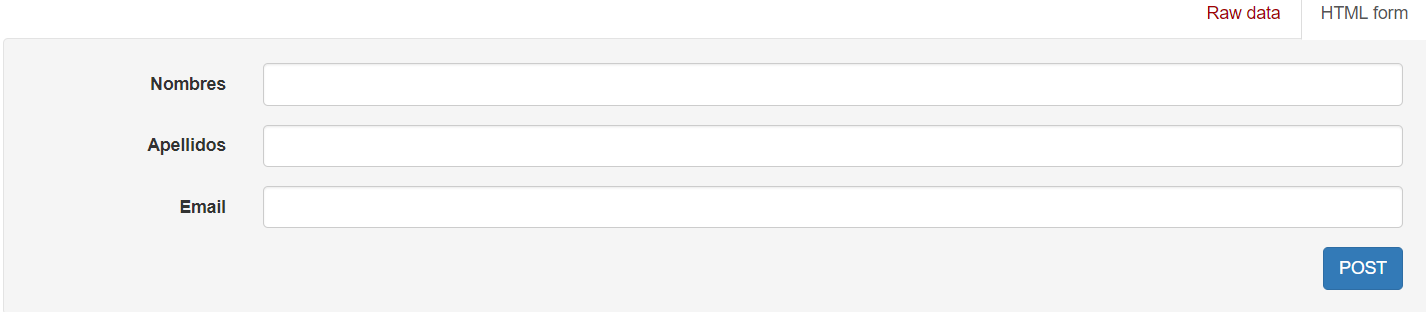 Raw data HTML form
Nombres
Apellidos
Email
POST